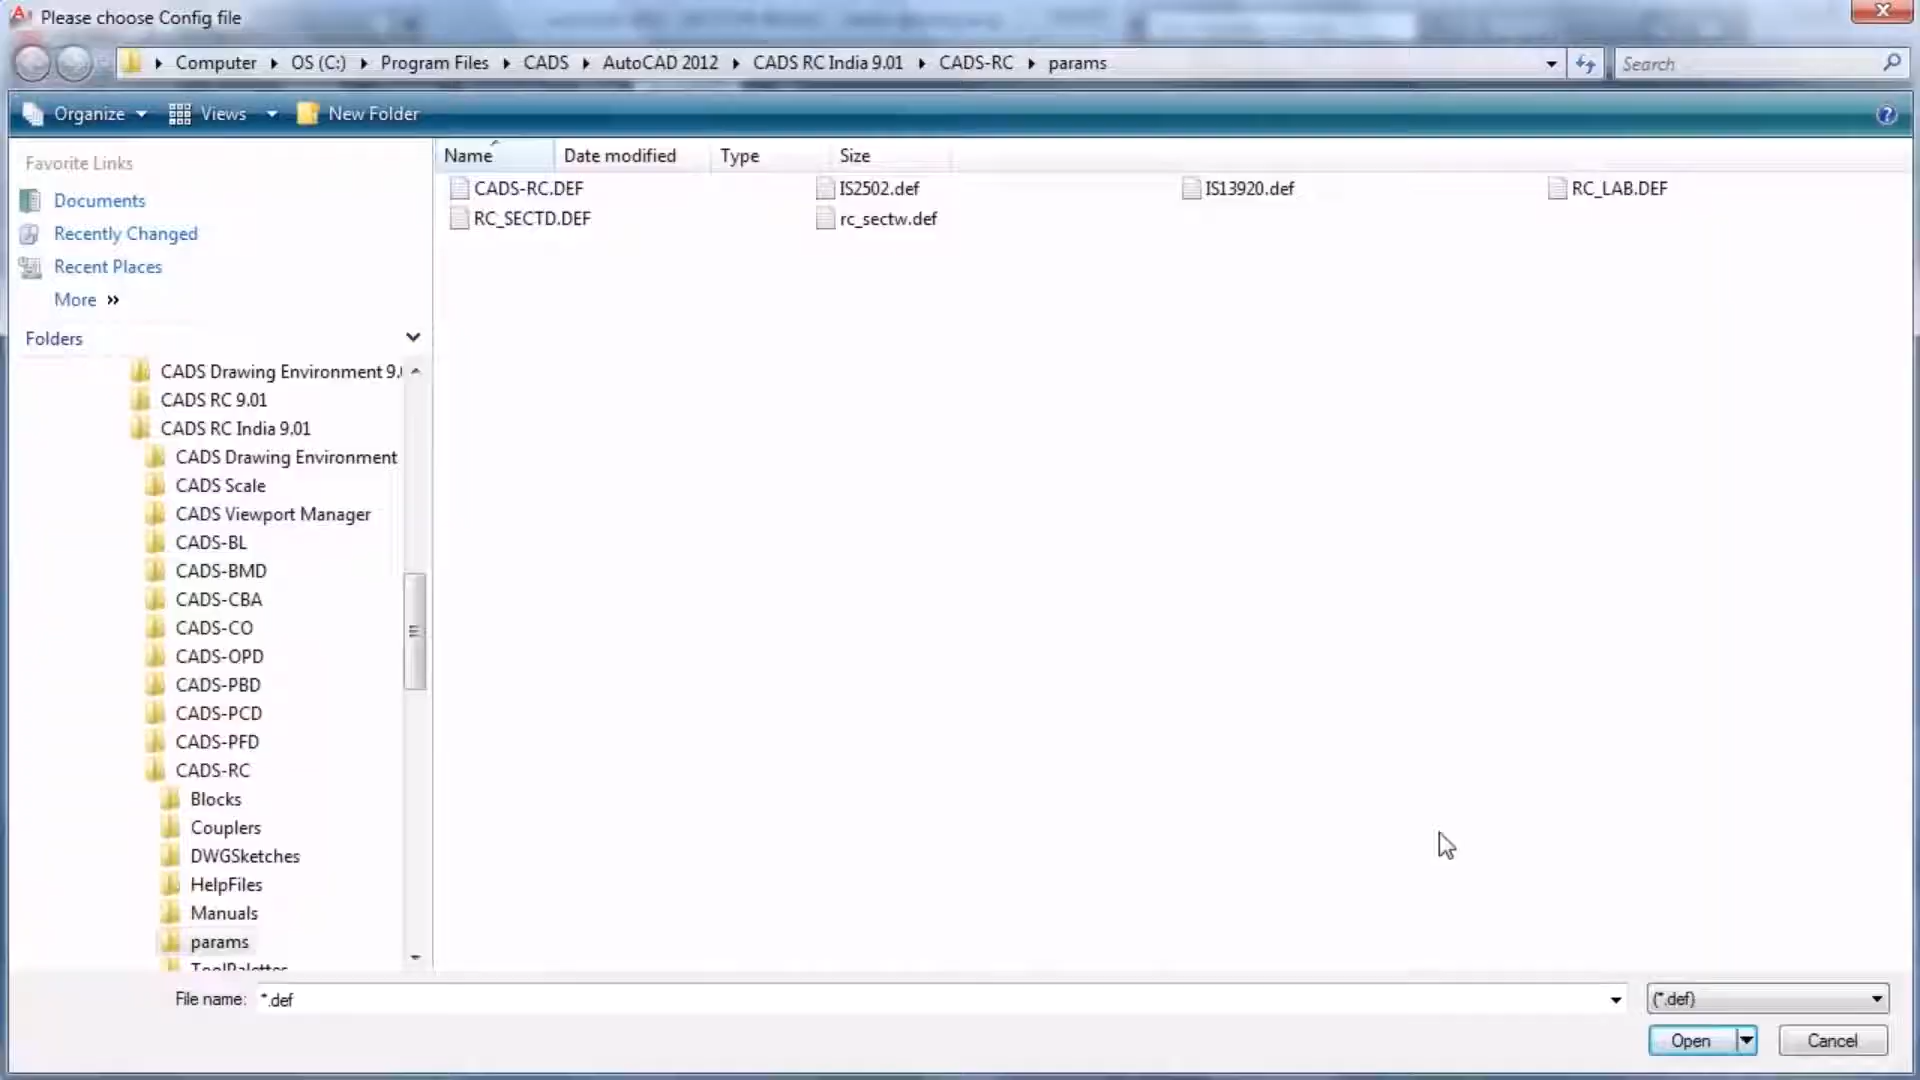 Please choose Config file
Computer OS (C:) Program Files CADS AutoCAD 2012 CADS RC India 9.01 CADS-RC params
Search
Organize Views New Folder
Favorite Links
Documents
Recently Changed
Recent Places
More »
Folders
CADS Drawing Environment 9.
CADS RC 9.01
CADS RC India 9.01
CADS Drawing Environment
CADS Scale
CADS Viewport Manager
CADS-BL
CADS-BMD
CADS-CBA
CADS-CO
CADS-OPD
CADS-PBD
CADS-PCD
CADS-PFD
CADS-RC
Blocks
Couplers
DWGSketches
HelpFiles
Manuals
params
ToolPalettes
Name Date modified Type Size
CADS-RC.DEF IS2502.def IS13920.def RC_LAB.DEF
RC_SECTD.DEF rc_sectw.def
File name: *.def (*.def)
Open Cancel